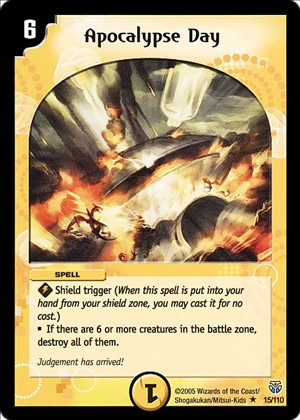 6
Apocalypse Day
SPELL
Shield trigger (When this spell is put into your
hand from your shield zone, you may cast it for no
cost.)
▪ If there are 6 or more creatures in the battle zone,
destroy all of them.
Judgement has arrived!
1
©2005 Wizards of the Coast/
Shogakukan/Mitsui-Kids ★ 15/110